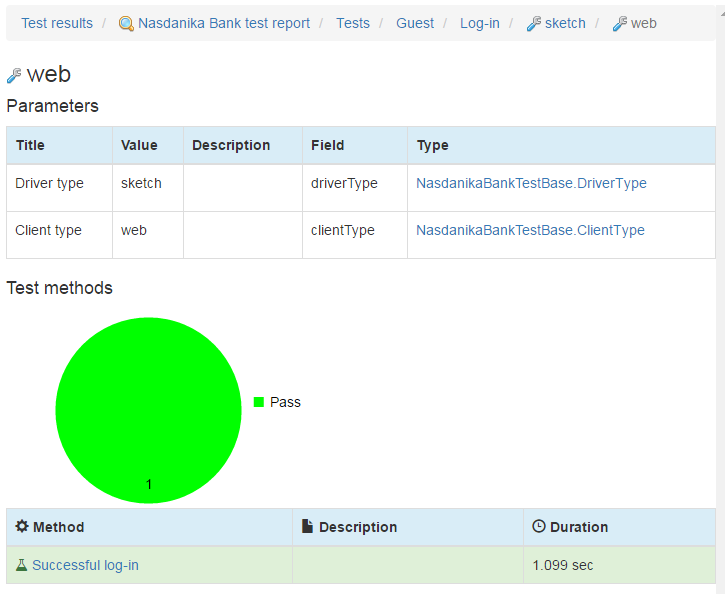 Test results / Nasdanika Bank test report / Tests / Guest / Log-in / sketch / web
web
Parameters
Title Value Description Field Type
Driver type sketch driverType NasdanikaBankTestBase.DriverType
Client type web clientType NasdanikaBankTestBase.ClientType
Test methods
Pass
1
Method Description Duration
Successful log-in 1.099 sec